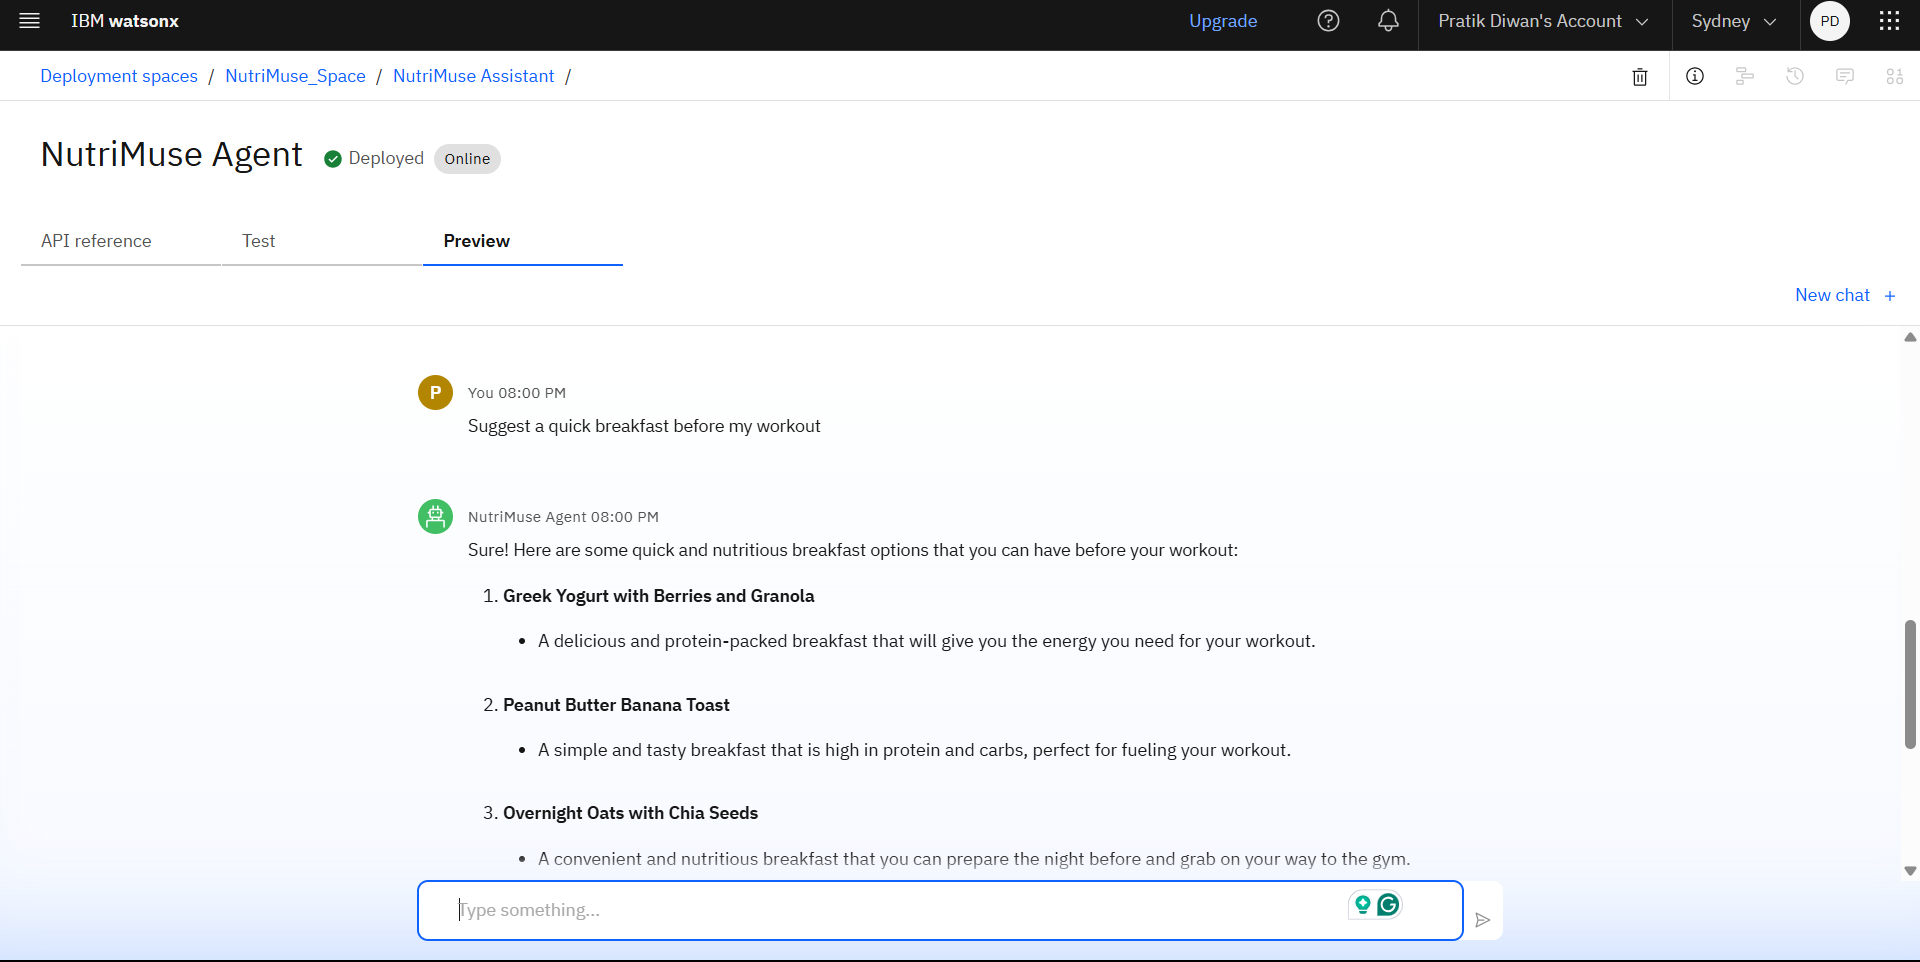 IBM watsonx
Upgrade
Pratik Diwan's Account
Sydney
PD
Deployment spaces / NutriMuse_Space / NutriMuse Assistant /
NutriMuse Agent
Deployed
Online
API reference
Test
Preview
New chat +
P
You 08:00 PM
Suggest a quick breakfast before my workout
NutriMuse Agent 08:00 PM
Sure! Here are some quick and nutritious breakfast options that you can have before your workout:
1. Greek Yogurt with Berries and Granola
• A delicious and protein-packed breakfast that will give you the energy you need for your workout.
2. Peanut Butter Banana Toast
• A simple and tasty breakfast that is high in protein and carbs, perfect for fueling your workout.
3. Overnight Oats with Chia Seeds
• A convenient and nutritious breakfast that you can prepare the night before and grab on your way to the gym.
Type something...